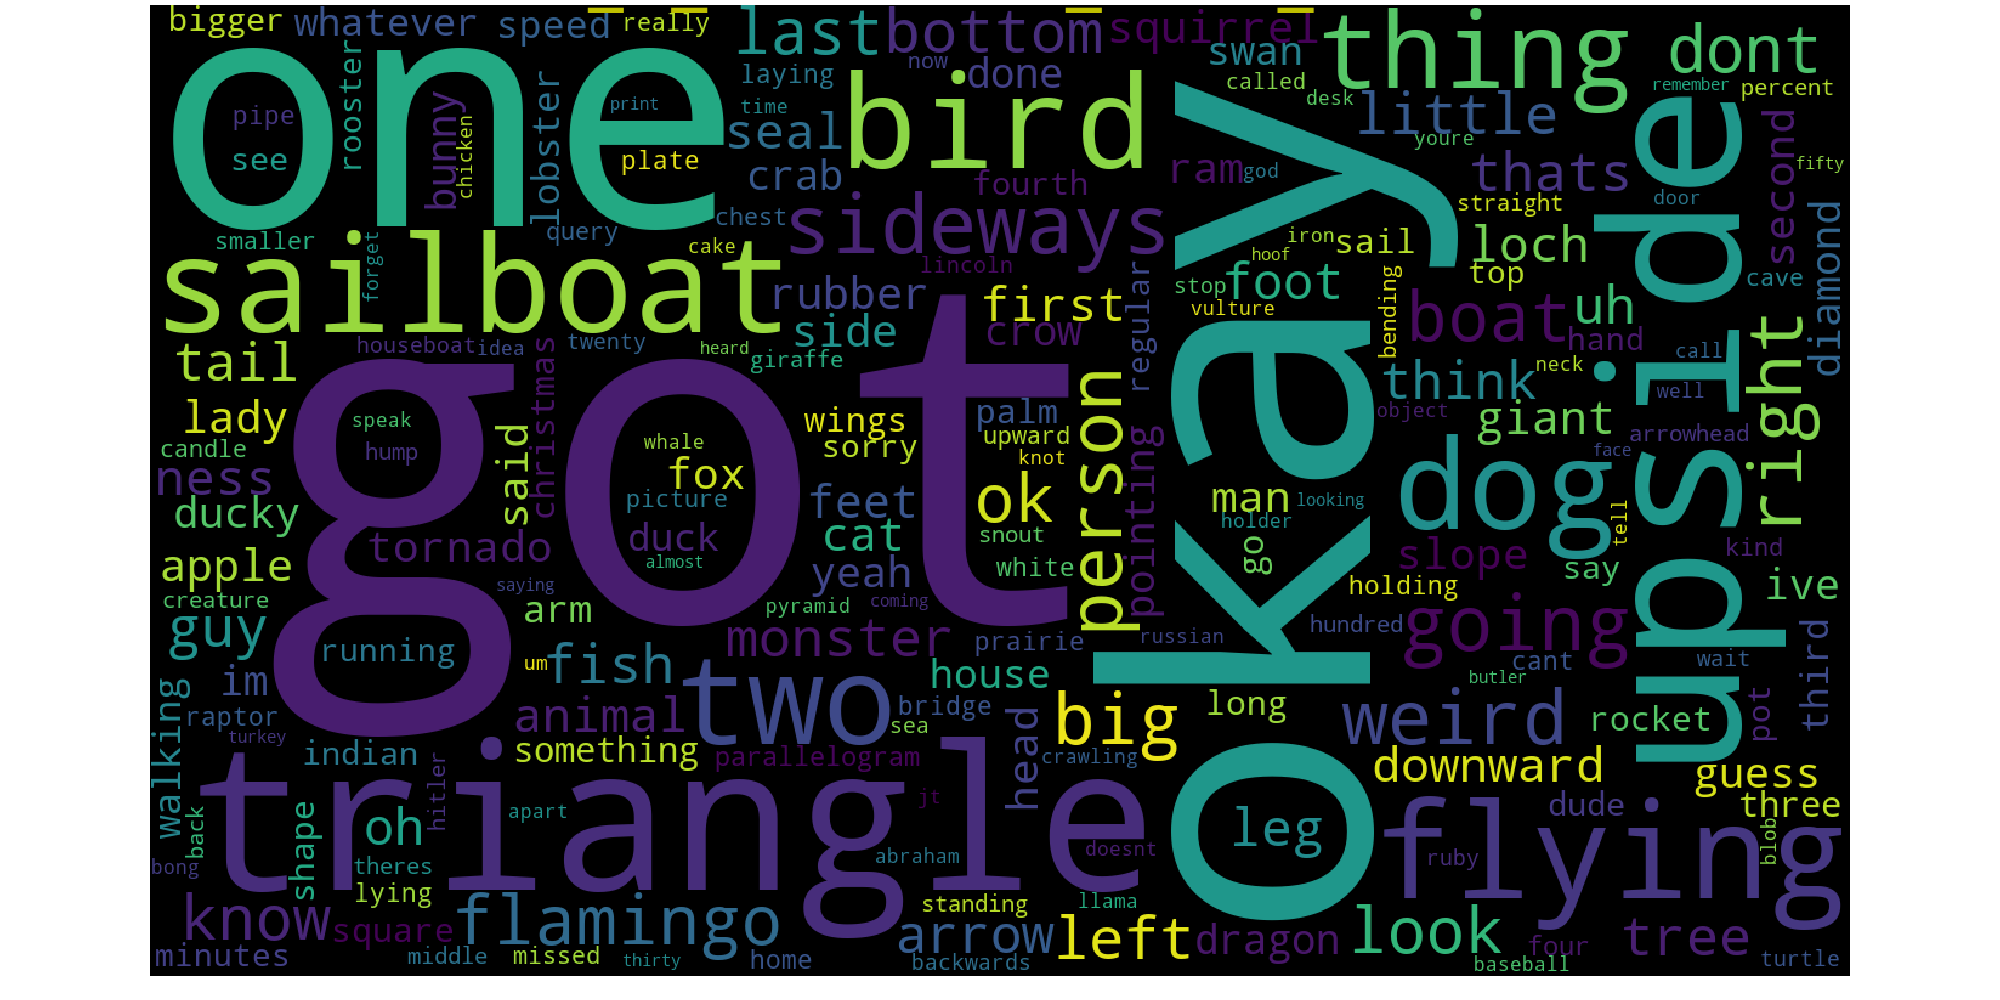 bigger whatever speed really last bottom squirrel swan thing dont
one pipe see rooster bunny chicken print lobster plate
laying time now done seal crab bird called desk little remember percent
okay upside youre thats fifty ram god fourth second
smaller forget query chest cake sideways straight door diamond
sailboat lincoln rubber regular iron sail hoof loch top cave
stop foot vulture bending boat uh hand right
tail houseboat idea twenty heard side giraffe first crow
christmas think neck call well object
lady speak hump said wings sorry palm upward knot person pointing giant arrowhead face
candle ness whale fox picture feet ok man holder looking dog tell
ducky got duck cat snout go kind
apple tornado almost yeah white slope say ive
creature saying arm pyramid coming holding
guy running um fish monster prairie russian hundred going third
im two house cant wait butler
walking raptor turkey animal bridge sea head big long weird rocket pot
indian something parallelogram crawling downward guess
triangle hitler apart jt dude three
back shape oh abraham doesnt leg flying blob
bong theres ruby
lying standing llama
know square flamingo arrow left dragon look four tree
minutes middle missed thirty home backwards baseball turtle